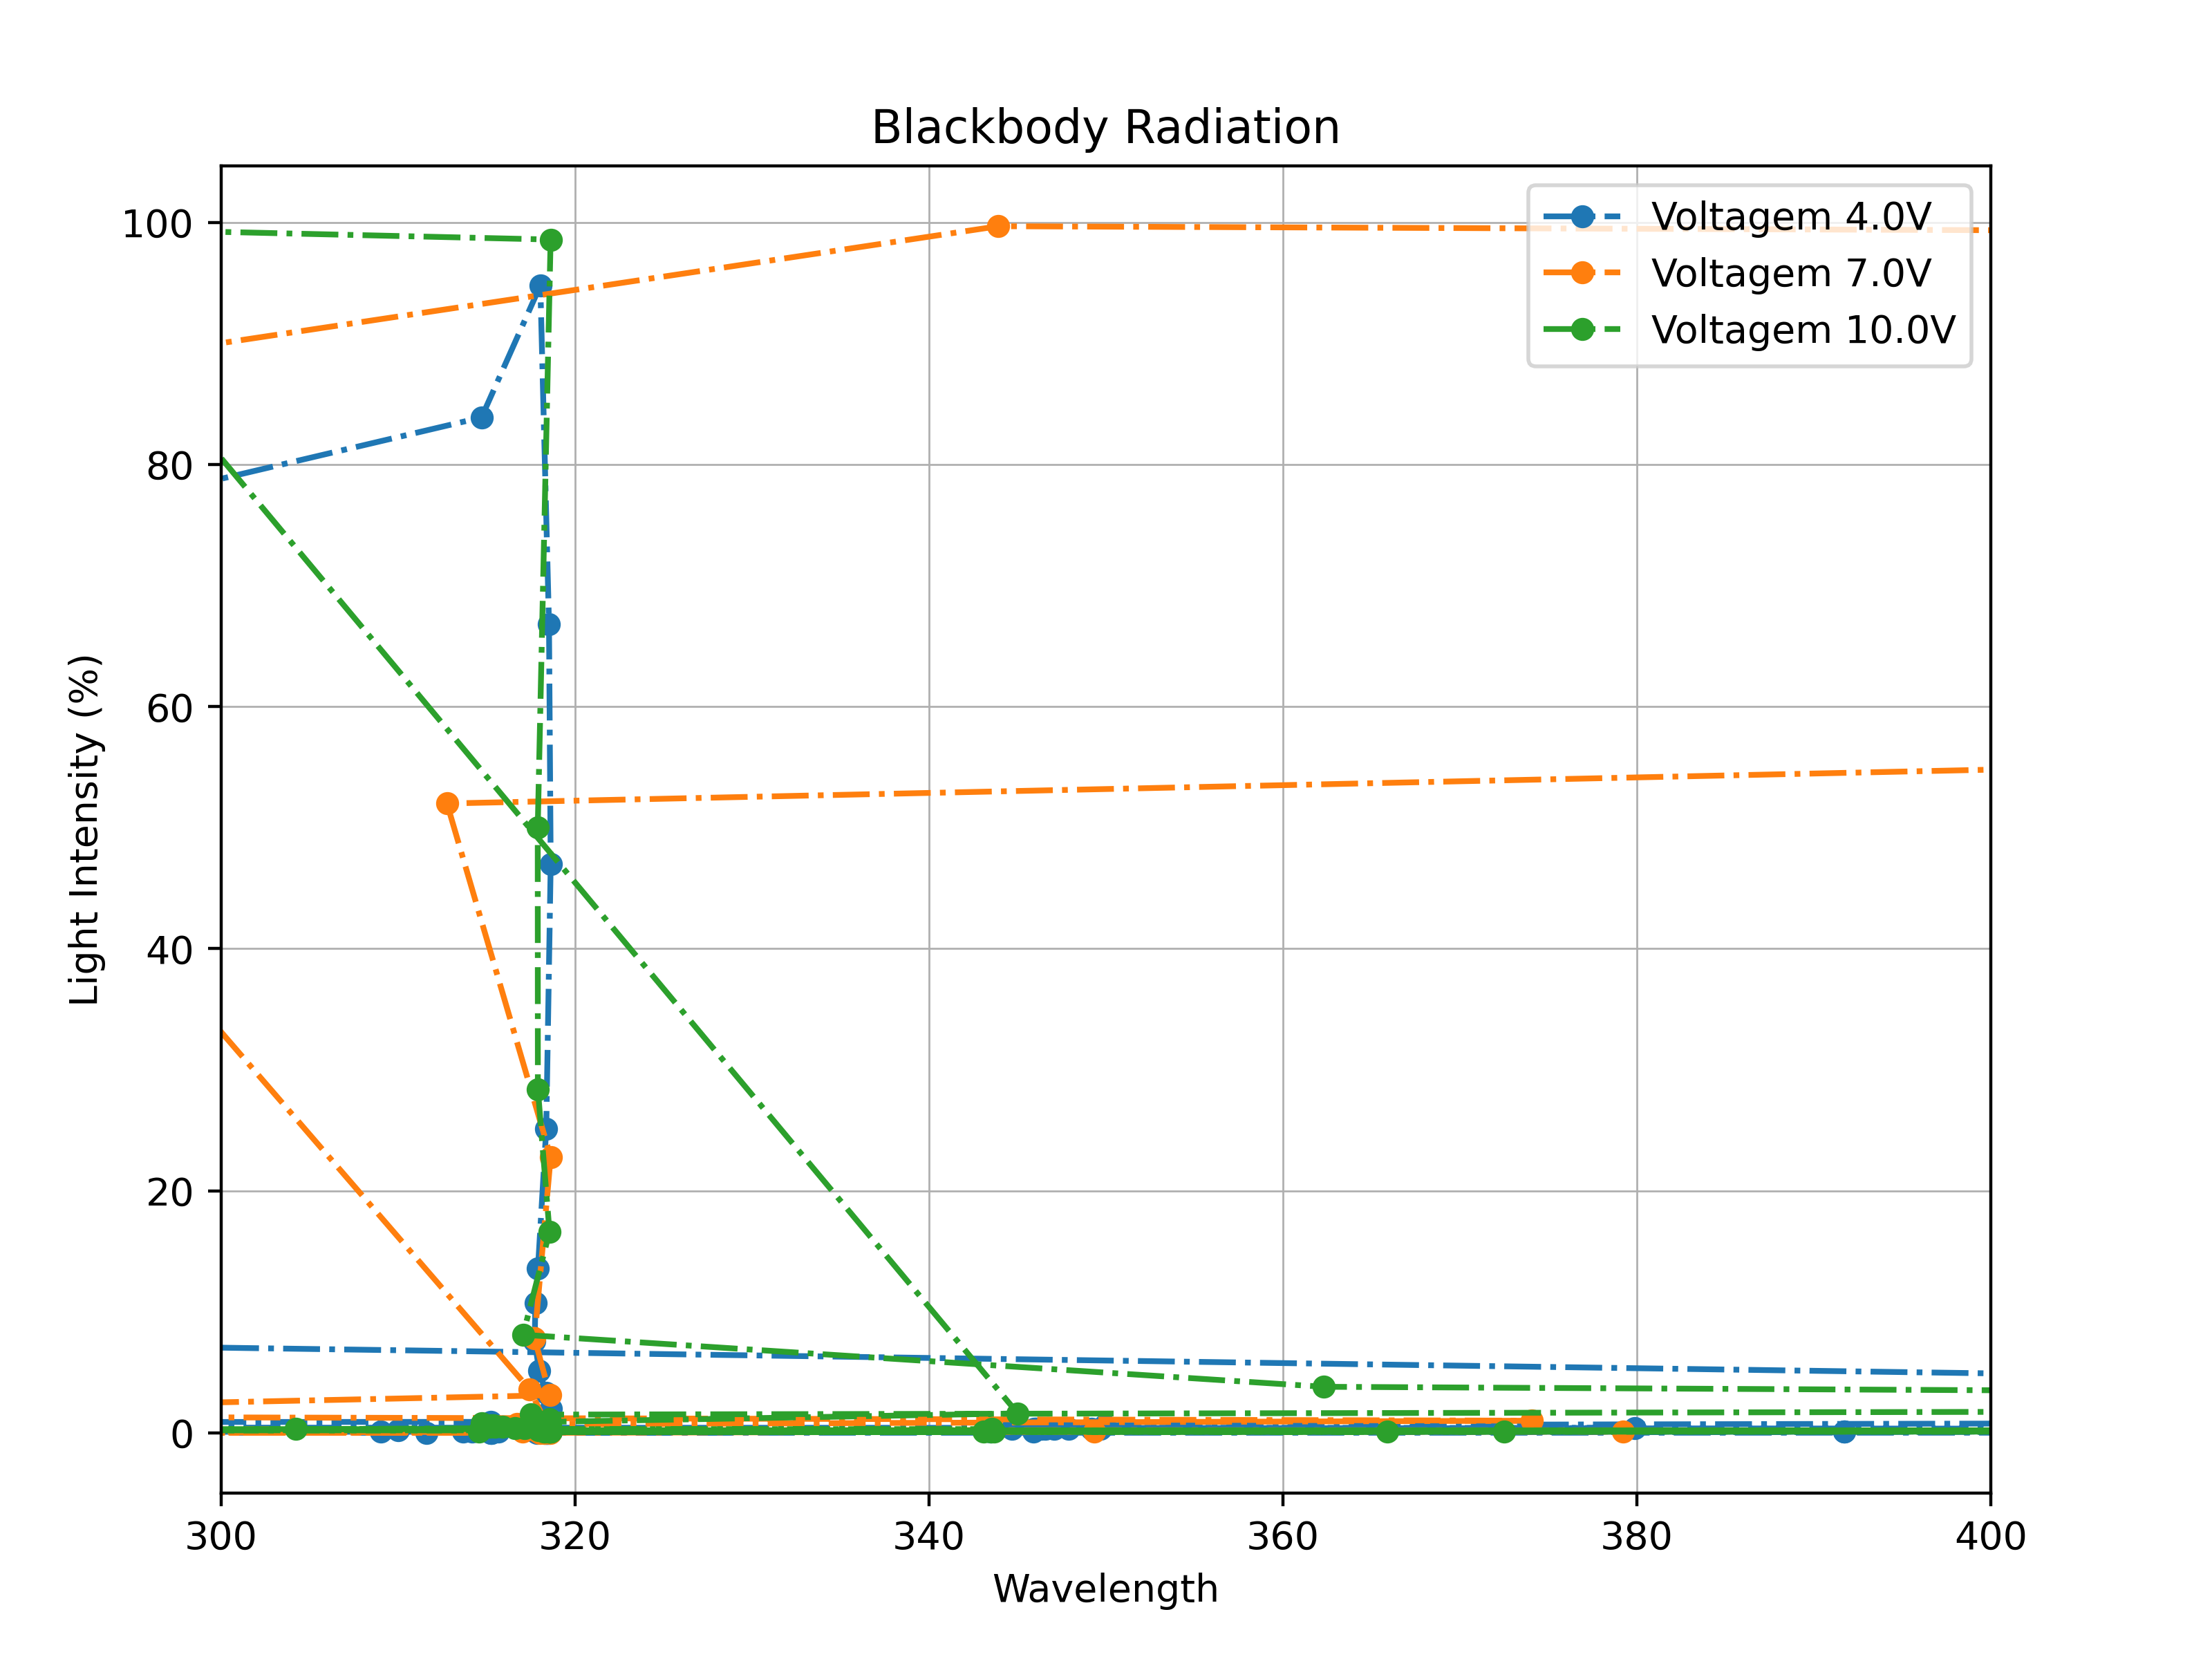 Blackbody Radiation
Light Intensity (%)
100
80
60
40
20
0
Voltagem 4.0V
Voltagem 7.0V
Voltagem 10.0V
300 320 340 360 380 400
Wavelength